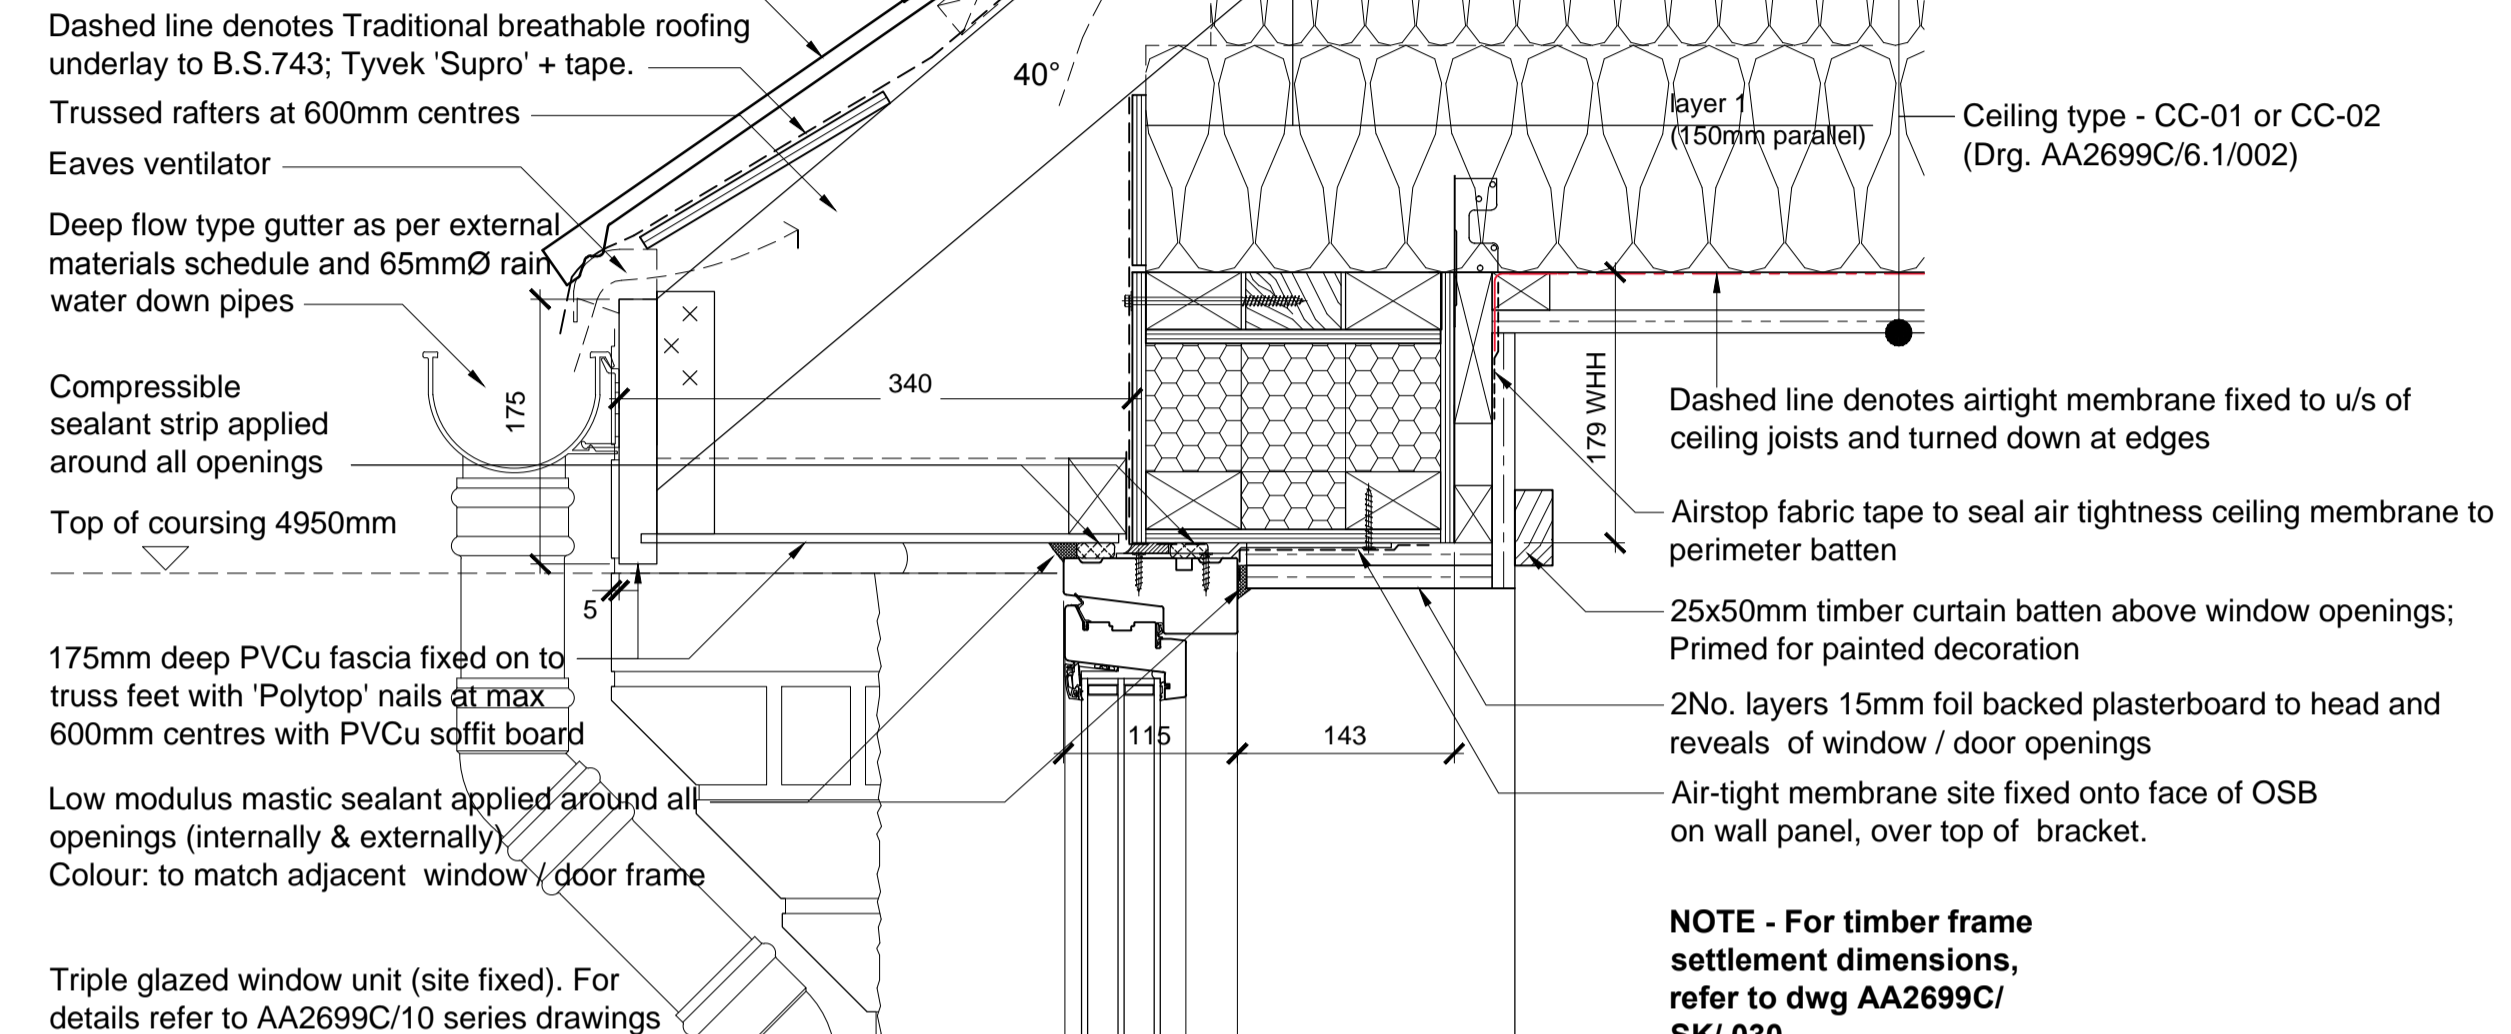 Dashed line denotes Traditional breathable roofing
underlay to B.S.743; Tyvek 'Supro' + tape.
Trussed rafters at 600mm centres
Eaves ventilator
Deep flow type gutter as per external
materials schedule and 65mmØ rain
water down pipes
Compressible
sealant strip applied
around all openings
Top of coursing 4950mm
175mm deep PVCu fascia fixed on to
truss feet with 'Polytop' nails at max
600mm centres with PVCu soffit board
Low modulus mastic sealant applied around all
openings (internally & externally)
Colour: to match adjacent window / door frame
Triple glazed window unit (site fixed). For
details refer to AA2699C/10 series drawings
40°
175
340
5
115
143
179 WHH
layer 1
(150mm parallel)
Ceiling type - CC-01 or CC-02
(Drg. AA2699C/6.1/002)
Dashed line denotes airtight membrane fixed to u/s of
ceiling joists and turned down at edges
Airstop fabric tape to seal air tightness ceiling membrane to
perimeter batten
25x50mm timber curtain batten above window openings;
Primed for painted decoration
2No. layers 15mm foil backed plasterboard to head and
reveals of window / door openings
Air-tight membrane site fixed onto face of OSB
on wall panel, over top of bracket.
NOTE - For timber frame
settlement dimensions,
refer to dwg AA2699C/
SK/ 030